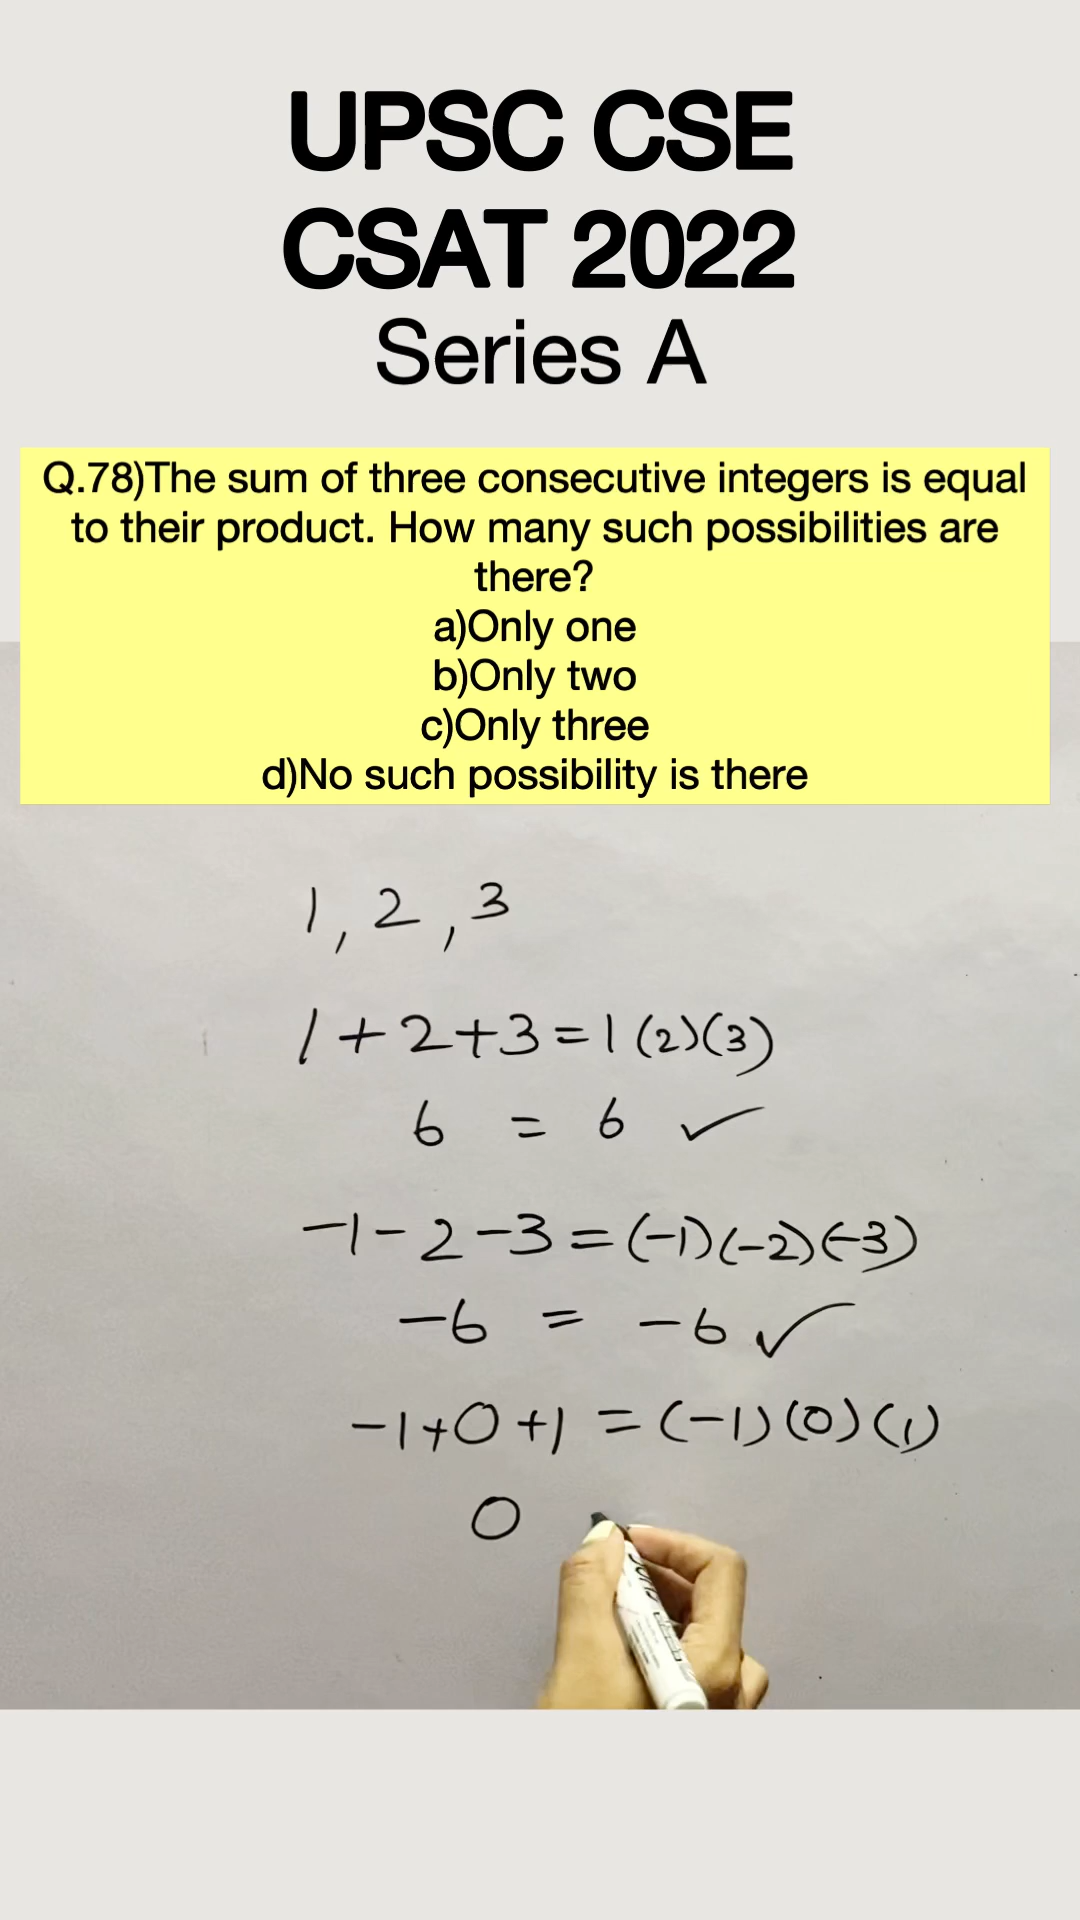 UPSC CSE
CSAT 2022
Series A
Q.78)The sum of three consecutive integers is equal
to their product. How many such possibilities are
there?
a)Only one
b)Only two
c)Only three
d)No such possibility is there
1, 2, 3
1+2+3=1(2)(3)
6 = 6 ✓
-1-2-3=(-1)(-2)(-3)
-6 = -6 ✓
-1+0+1=(-1)(0)(1)
0